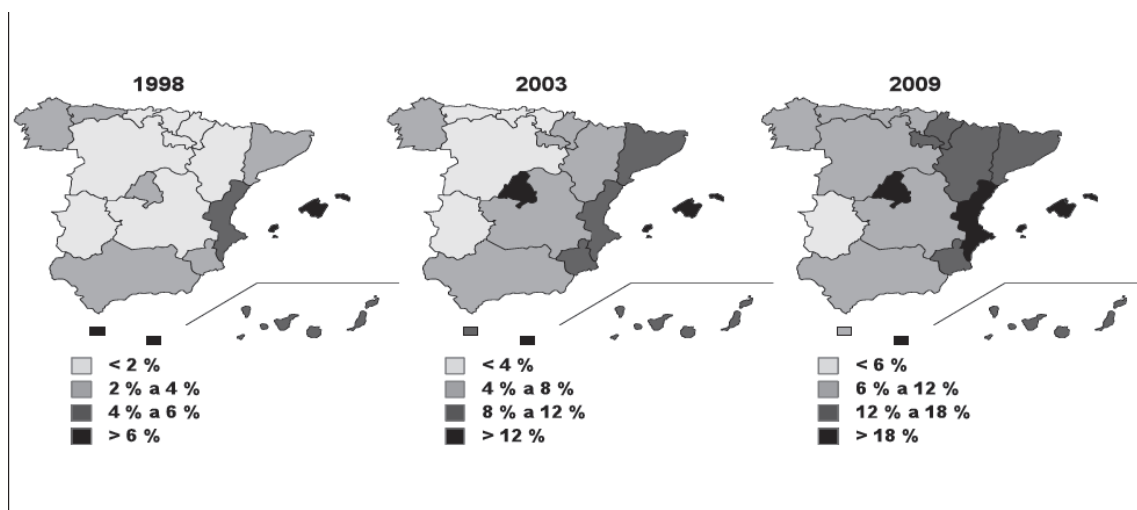 1998
2003
2009
< 2 %
2 % a 4 %
4 % a 6 %
> 6 %
< 4 %
4 % a 8 %
8 % a 12 %
> 12 %
< 6 %
6 % a 12 %
12 % a 18 %
> 18 %